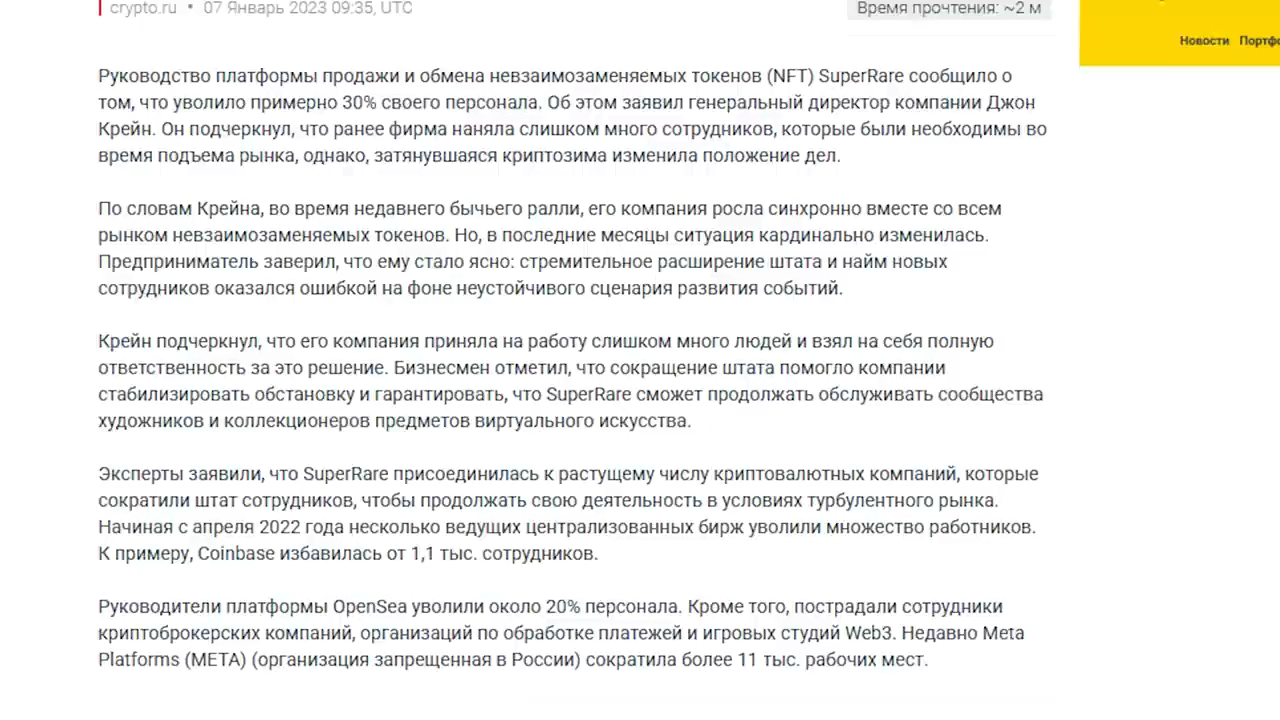 crypto.ru • 07 Январь 2023 09:35, UTC
Время прочтения: ~2 м
Новости Портфо
Руководство платформы продажи и обмена невзаимозаменяемых токенов (NFT) SuperRare сообщило о
том, что уволило примерно 30% своего персонала. Об этом заявил генеральный директор компании Джон
Крейн. Он подчеркнул, что ранее фирма наняла слишком много сотрудников, которые были необходимы во
время подъема рынка, однако, затянувшаяся криптозима изменила положение дел.
По словам Крейна, во время недавнего бычьего ралли, его компания росла синхронно вместе со всем
рынком невзаимозаменяемых токенов. Но, в последние месяцы ситуация кардинально изменилась.
Предприниматель заверил, что ему стало ясно: стремительное расширение штата и найм новых
сотрудников оказался ошибкой на фоне неустойчивого сценария развития событий.
Крейн подчеркнул, что его компания приняла на работу слишком много людей и взял на себя полную
ответственность за это решение. Бизнесмен отметил, что сокращение штата помогло компании
стабилизировать обстановку и гарантировать, что SuperRare сможет продолжать обслуживать сообщества
художников и коллекционеров предметов виртуального искусства.
Эксперты заявили, что SuperRare присоединилась к растущему числу криптовалютных компаний, которые
сократили штат сотрудников, чтобы продолжать свою деятельность в условиях турбулентного рынка.
Начиная с апреля 2022 года несколько ведущих централизованных бирж уволили множество работников.
К примеру, Coinbase избавилась от 1,1 тыс. сотрудников.
Руководители платформы OpenSea уволили около 20% персонала. Кроме того, пострадали сотрудники
криптоброкерских компаний, организаций по обработке платежей и игровых студий Web3. Недавно Meta
Platforms (META) (организация запрещенная в России) сократила более 11 тыс. рабочих мест.